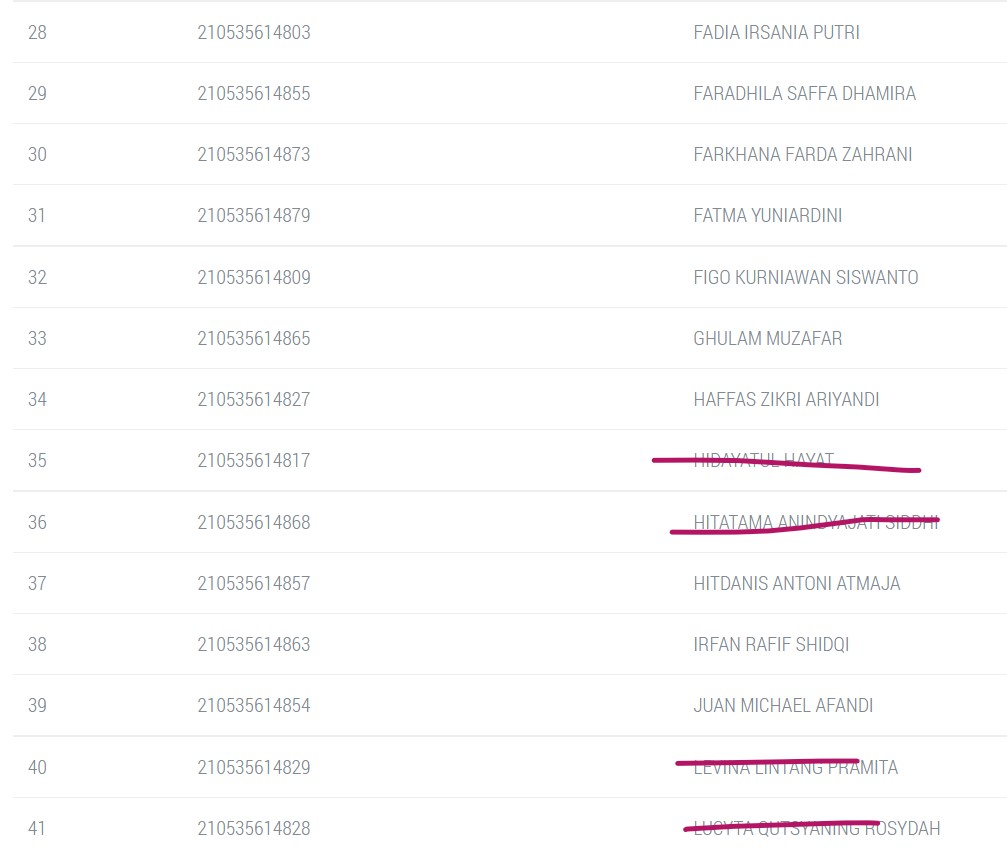 28 210535614803 FADIA IRSANIA PUTRI
29 210535614855 FARADHILA SAFFA DHAMIRA
30 210535614873 FARKHANA FARDA ZAHRANI
31 210535614879 FATMA YUNIARDINI
32 210535614809 FIGO KURNIAWAN SISWANTO
33 210535614865 GHULAM MUZAFAR
34 210535614827 HAFFAS ZIKRI ARIYANDI
35 210535614817 HIDAYATUL HAYAT
36 210535614868 HITATAMA ANINDYAJATI SIDDHI
37 210535614857 HITDANIS ANTONI ATMAJA
38 210535614863 IRFAN RAFIF SHIDQI
39 210535614854 JUAN MICHAEL AFANDI
40 210535614829 LEVINA LINTANG PRAMITA
41 210535614828 LUCYTA QUTSYANING ROSYDAH